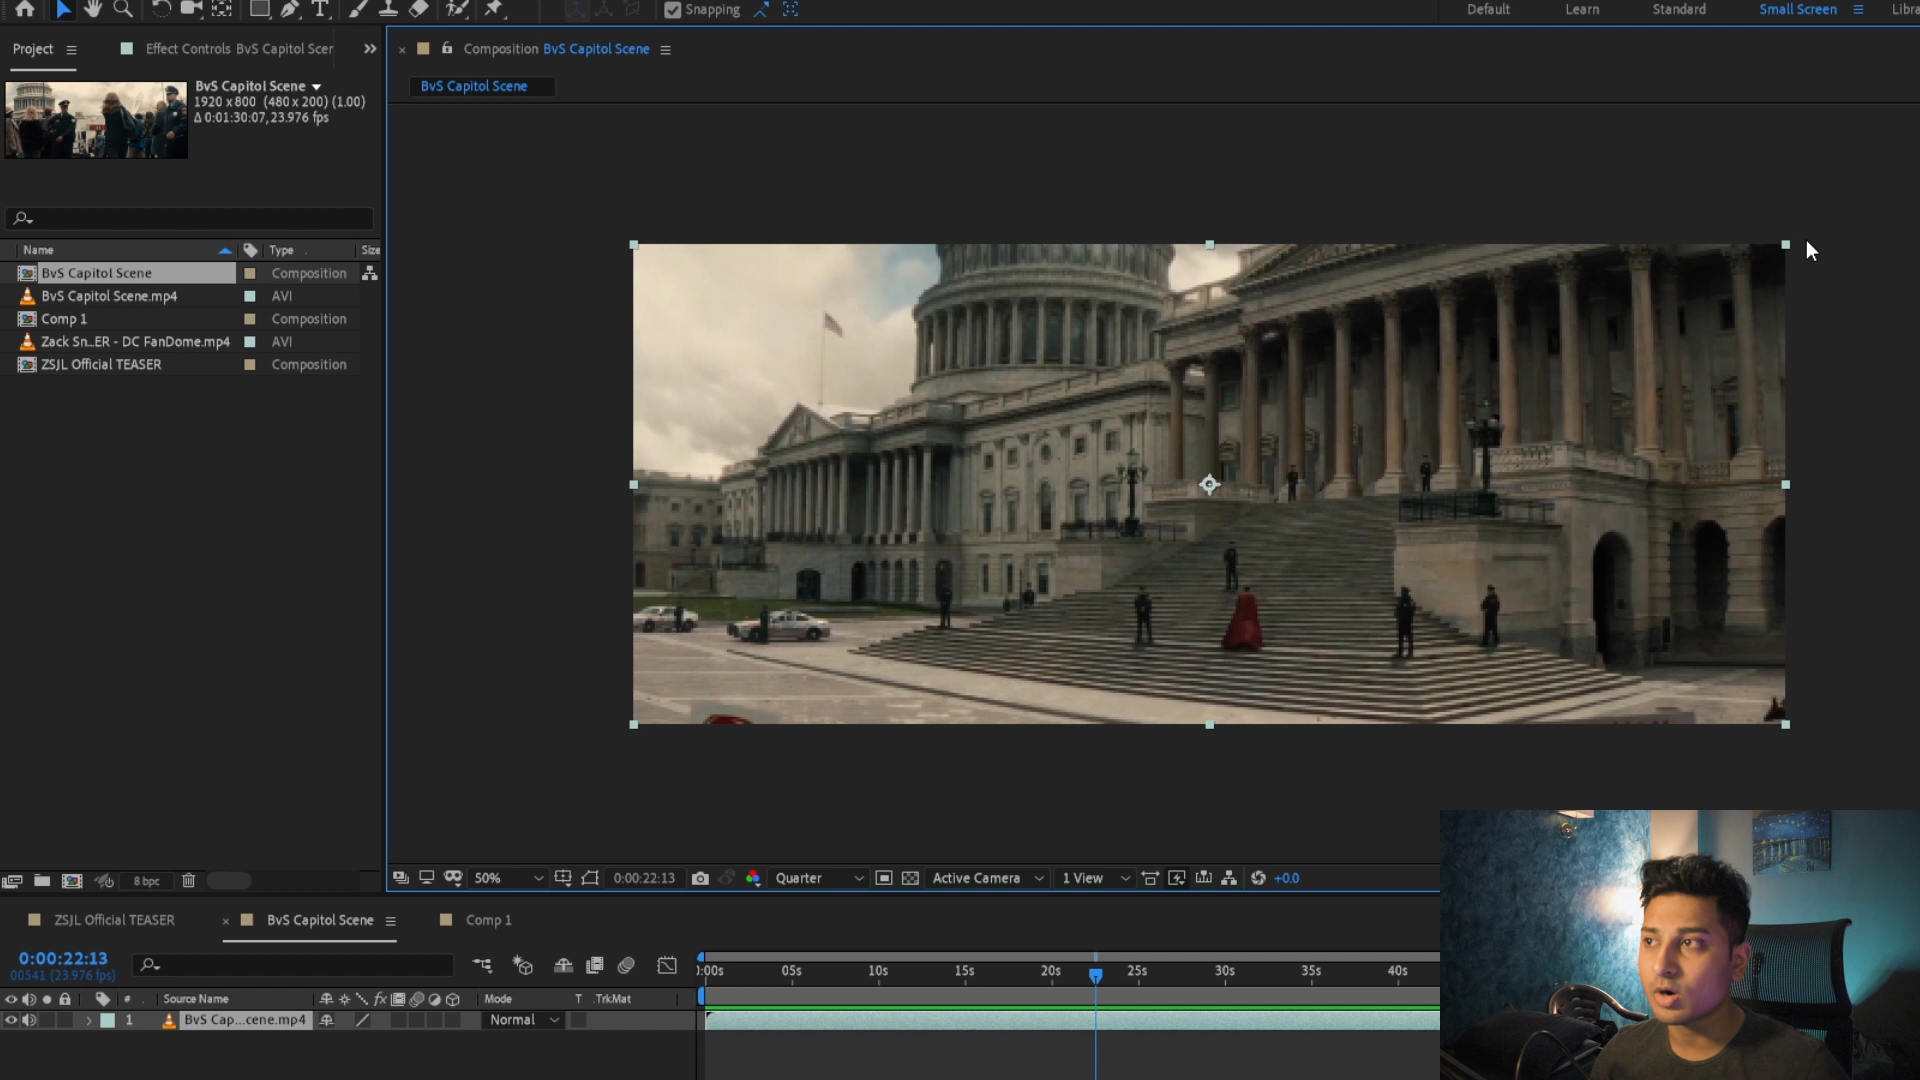 Snapping
Default
Learn
Standard
Small Screen
Libra
Project
Effect Controls BvS Capitol Scer
Composition BvS Capitol Scene
BvS Capitol Scene
BvS Capitol Scene
1920 x 800 (480 x 200) (1.00)
Δ 0:01:30:07, 23.976 fps
Name
Type
Size
BvS Capitol Scene
Composition
BvS Capitol Scene.mp4
AVI
Comp 1
Composition
Zack Sn...ER - DC FanDome.mp4
AVI
ZSJL Official TEASER
Composition
8 bpc
50%
0:00:22:13
Quarter
Active Camera
1 View
+0.0
ZSJL Official TEASER
BvS Capitol Scene
Comp 1
0:00:22:13
00541 (23.976 fps)
):00s
05s
10s
15s
20s
25s
30s
35s
40s
#
Source Name
fx
Mode
T .TrkMat
1
BvS Cap...cene.mp4
Normal